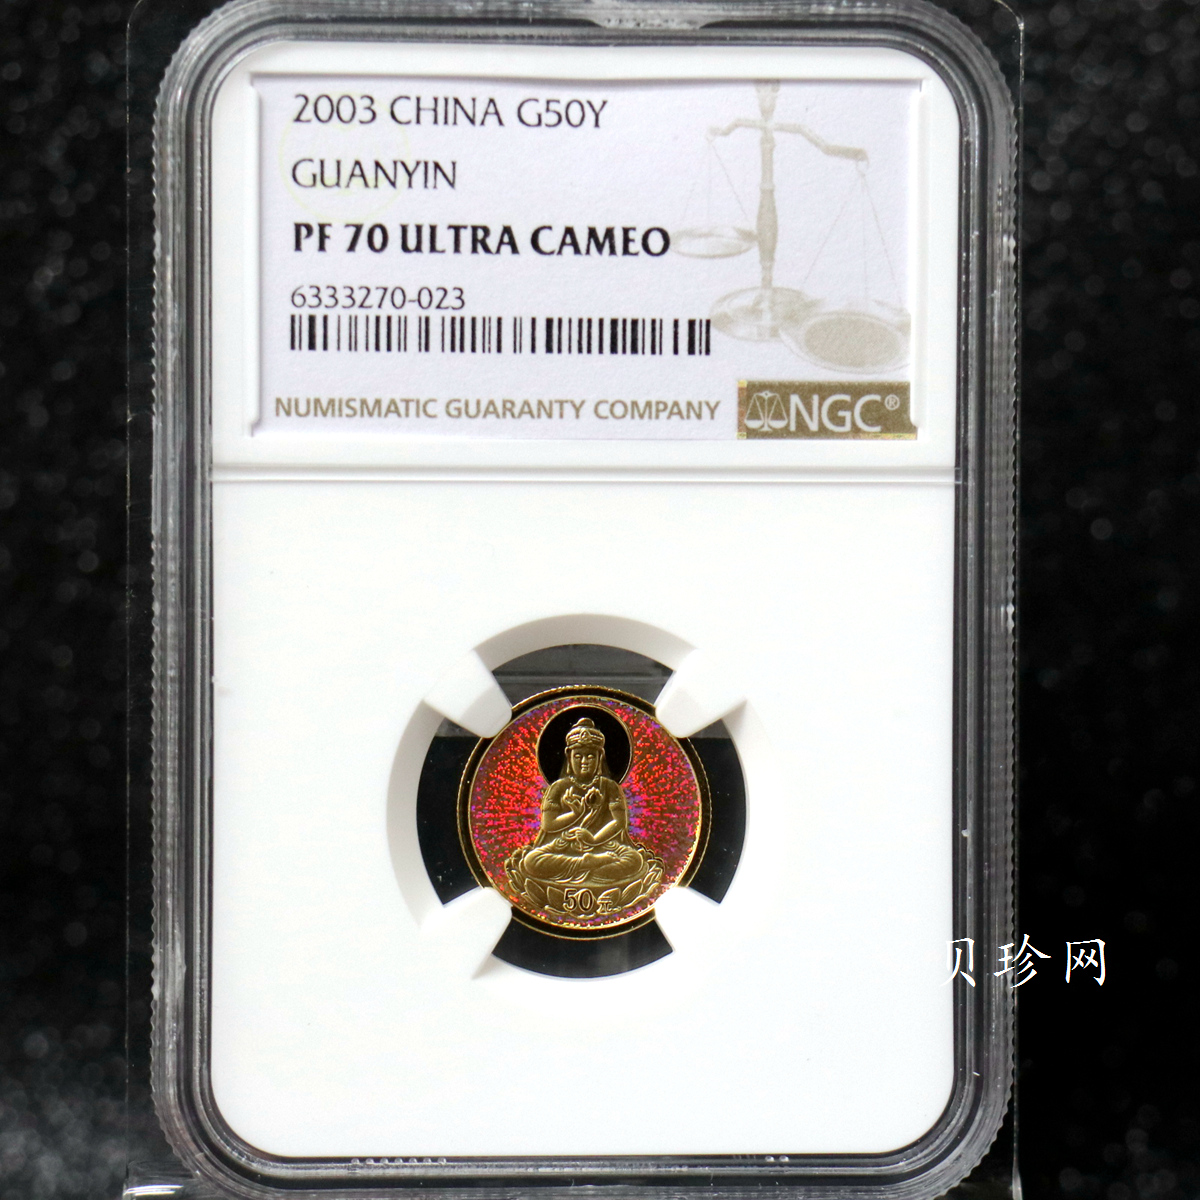 2003 CHINA G50Y
GUANYIN
PF 70 ULTRA CAMEO
6333270-023
NUMISMATIC GUARANTY COMPANY
NGC®
50元
贝珍网